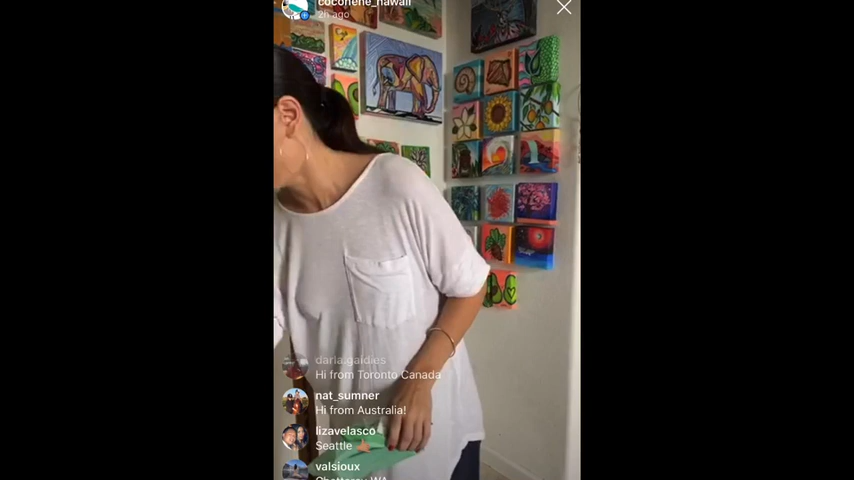 coconene_hawaii
2h ago
daria.gaidies
Hi from Toronto Canada
nat_sumner
Hi from Australia!
lizavelasco
Seattle
valsioux